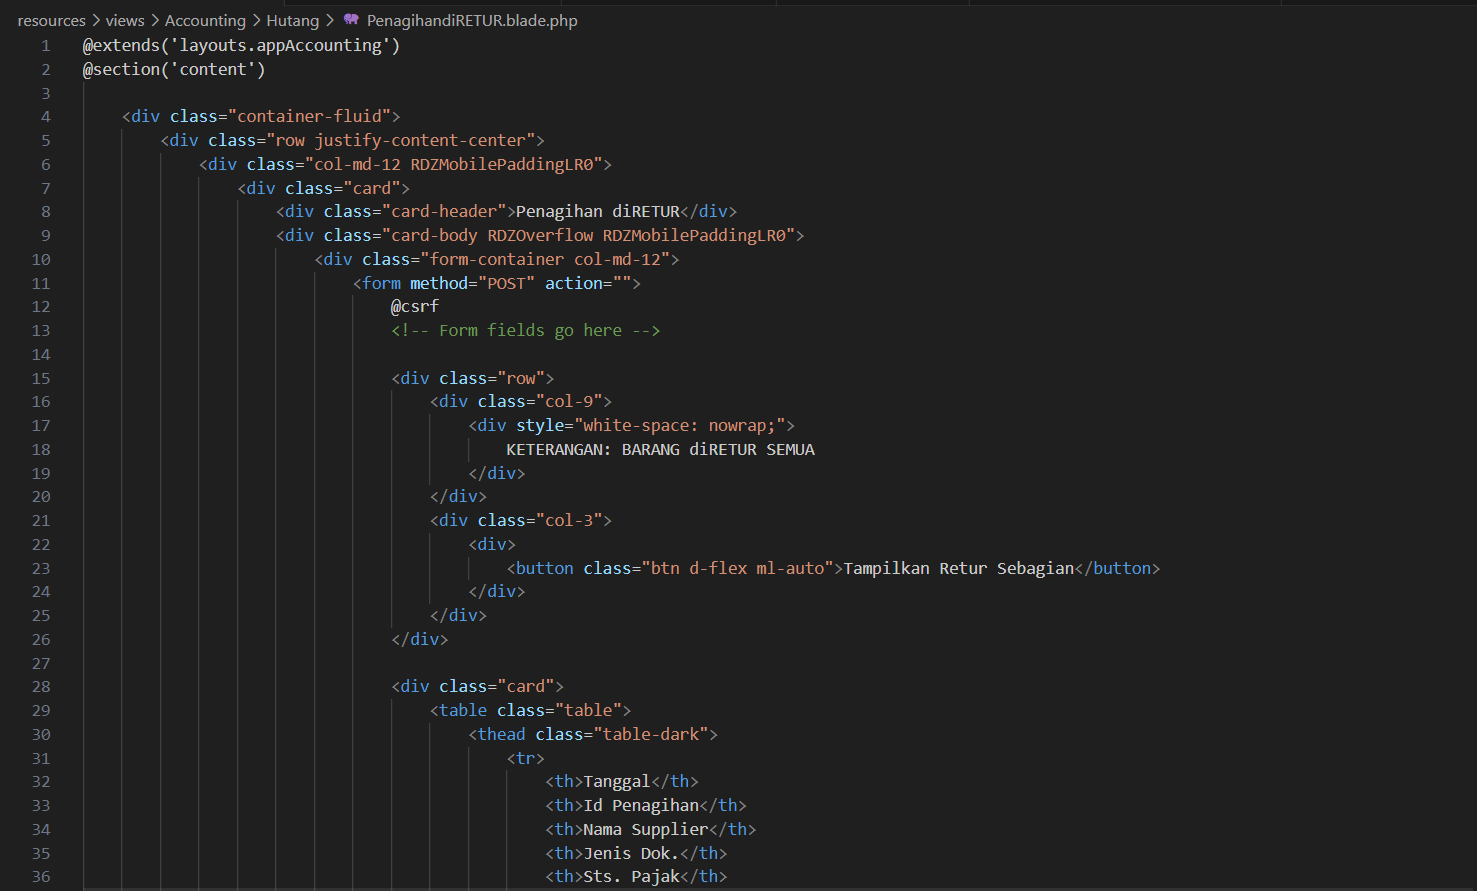 resources > views > Accounting > Hutang > PenagihandiRETUR.blade.php
1 @extends('layouts.appAccounting')
2 @section('content')
3
4 <div class="container-fluid">
5 <div class="row justify-content-center">
6 <div class="col-md-12 RDZMobilePaddingLR0">
7 <div class="card">
8 <div class="card-header">Penagihan diRETUR</div>
9 <div class="card-body RDZOverflow RDZMobilePaddingLR0">
10 <div class="form-container col-md-12">
11 <form method="POST" action="">
12 @csrf
13 <!-- Form fields go here -->
14
15 <div class="row">
16 <div class="col-9">
17 <div style="white-space: nowrap;">
18 KETERANGAN: BARANG diRETUR SEMUA
19 </div>
20 </div>
21 <div class="col-3">
22 <div>
23 <button class="btn d-flex ml-auto">Tampilkan Retur Sebagian</button>
24 </div>
25 </div>
26 </div>
27
28 <div class="card">
29 <table class="table">
30 <thead class="table-dark">
31 <tr>
32 <th>Tanggal</th>
33 <th>Id Penagihan</th>
34 <th>Nama Supplier</th>
35 <th>Jenis Dok.</th>
36 <th>Sts. Pajak</th>